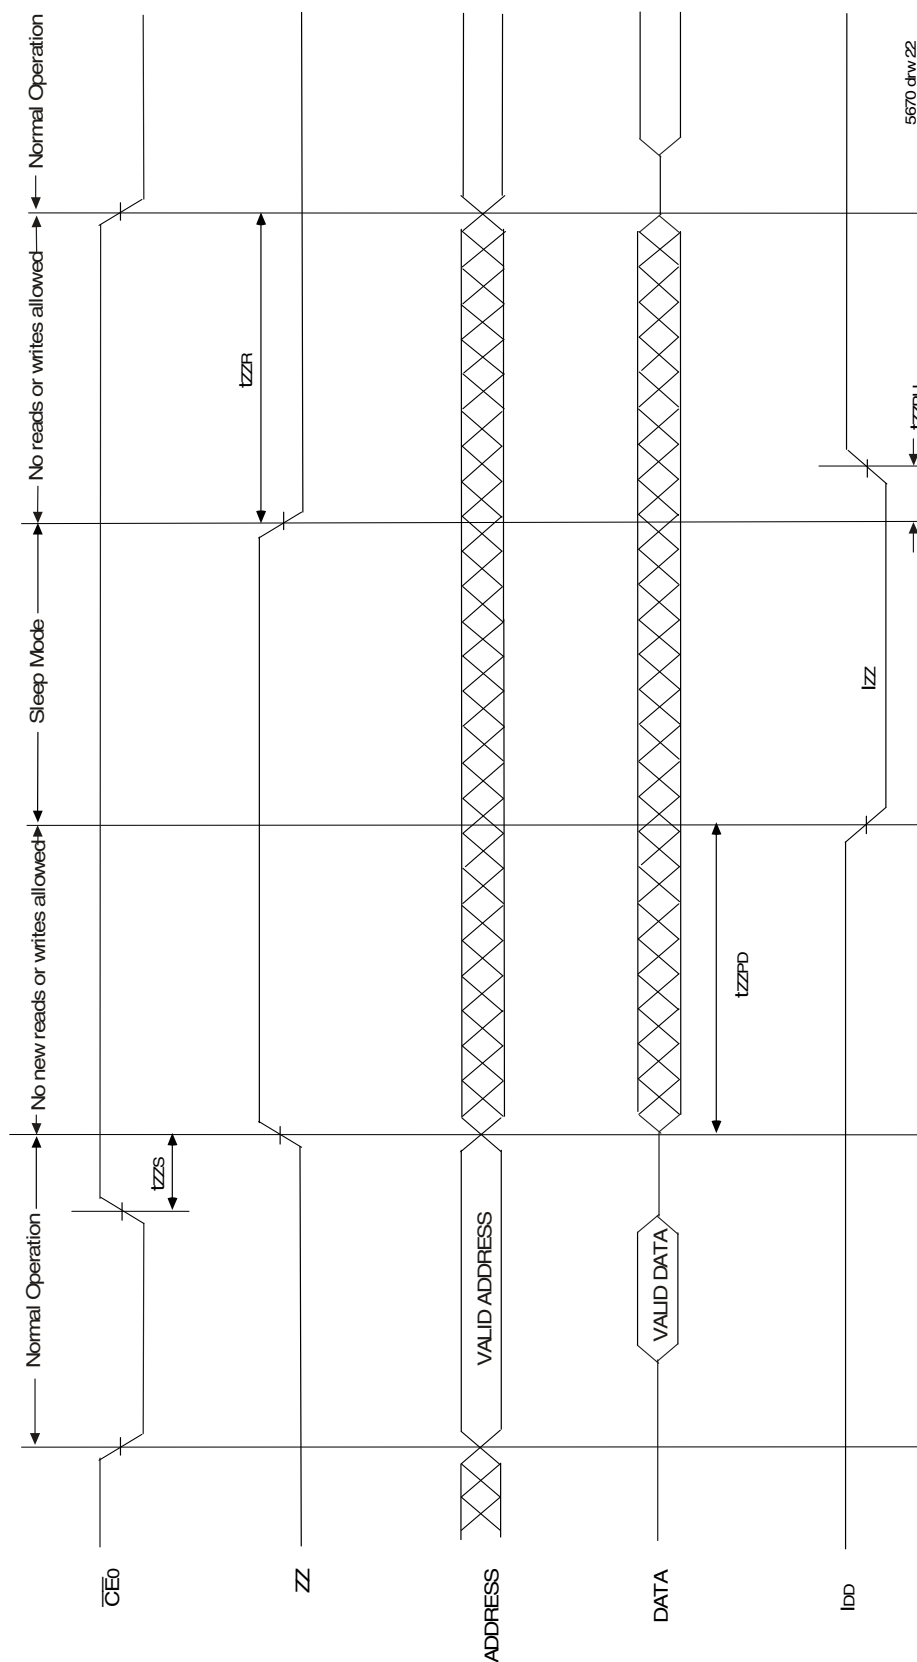 Normal Operation
No new reads or writes allowed
Sleep Mode
No reads or writes allowed
Normal Operation
CE0
tZZS
ZZ
tZZR
ADDRESS
VALID ADDRESS
DATA
VALID DATA
tZZPD
IDD
IZZ
5670 drw 22